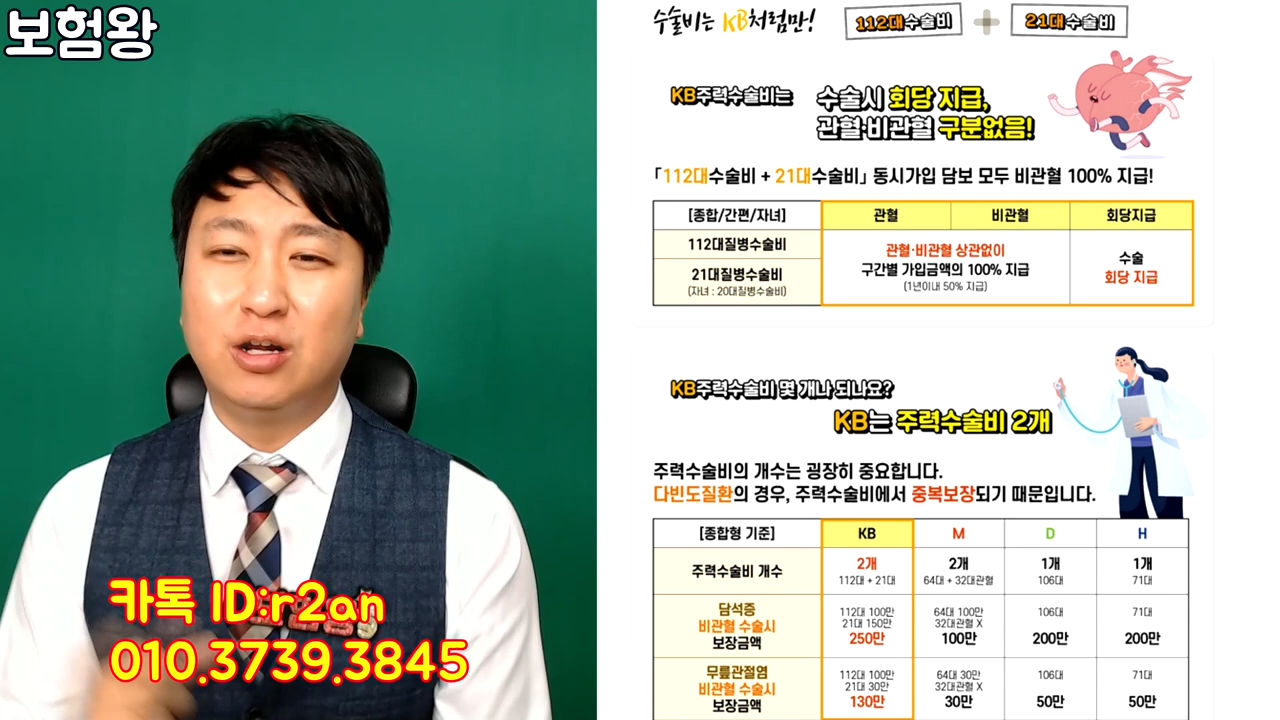 보험왕
카톡 ID:r2an
010.3739.3845
수술비는 KB처럼만!
112대수술비
21대수술비
KB주력수술비는
수술시 회당 지급,
관혈·비관혈 구분없음!
「112대수술비 + 21대수술비」 동시가입 담보 모두 비관혈 100% 지급!
[종합/간편/자녀] 관혈 비관혈 회당지급
112대질병수술비
21대질병수술비
(자녀 : 20대질병수술비)
관혈·비관혈 상관없이
구간별 가입금액의 100% 지급
(1년이내 50% 지급)
수술
회당 지급
KB주력수술비 몇 개나 되나요?
KB는 주력수술비 2개
주력수술비의 개수는 굉장히 중요합니다.
다빈도질환의 경우, 주력수술비에서 중복보장되기 때문입니다.
[종합형 기준] KB M D H
주력수술비 개수
2개 2개 1개 1개
112대 + 21대 64대 + 32대관혈 106대 71대
담석증
비관혈 수술시
보장금액
112대 100만 64대 100만 106대 71대
21대 150만 32대관혈 X
250만 100만 200만 200만
무릎관절염
비관혈 수술시
보장금액
112대 100만 64대 30만 106대 71대
21대 30만 32대관혈 X
130만 30만 50만 50만